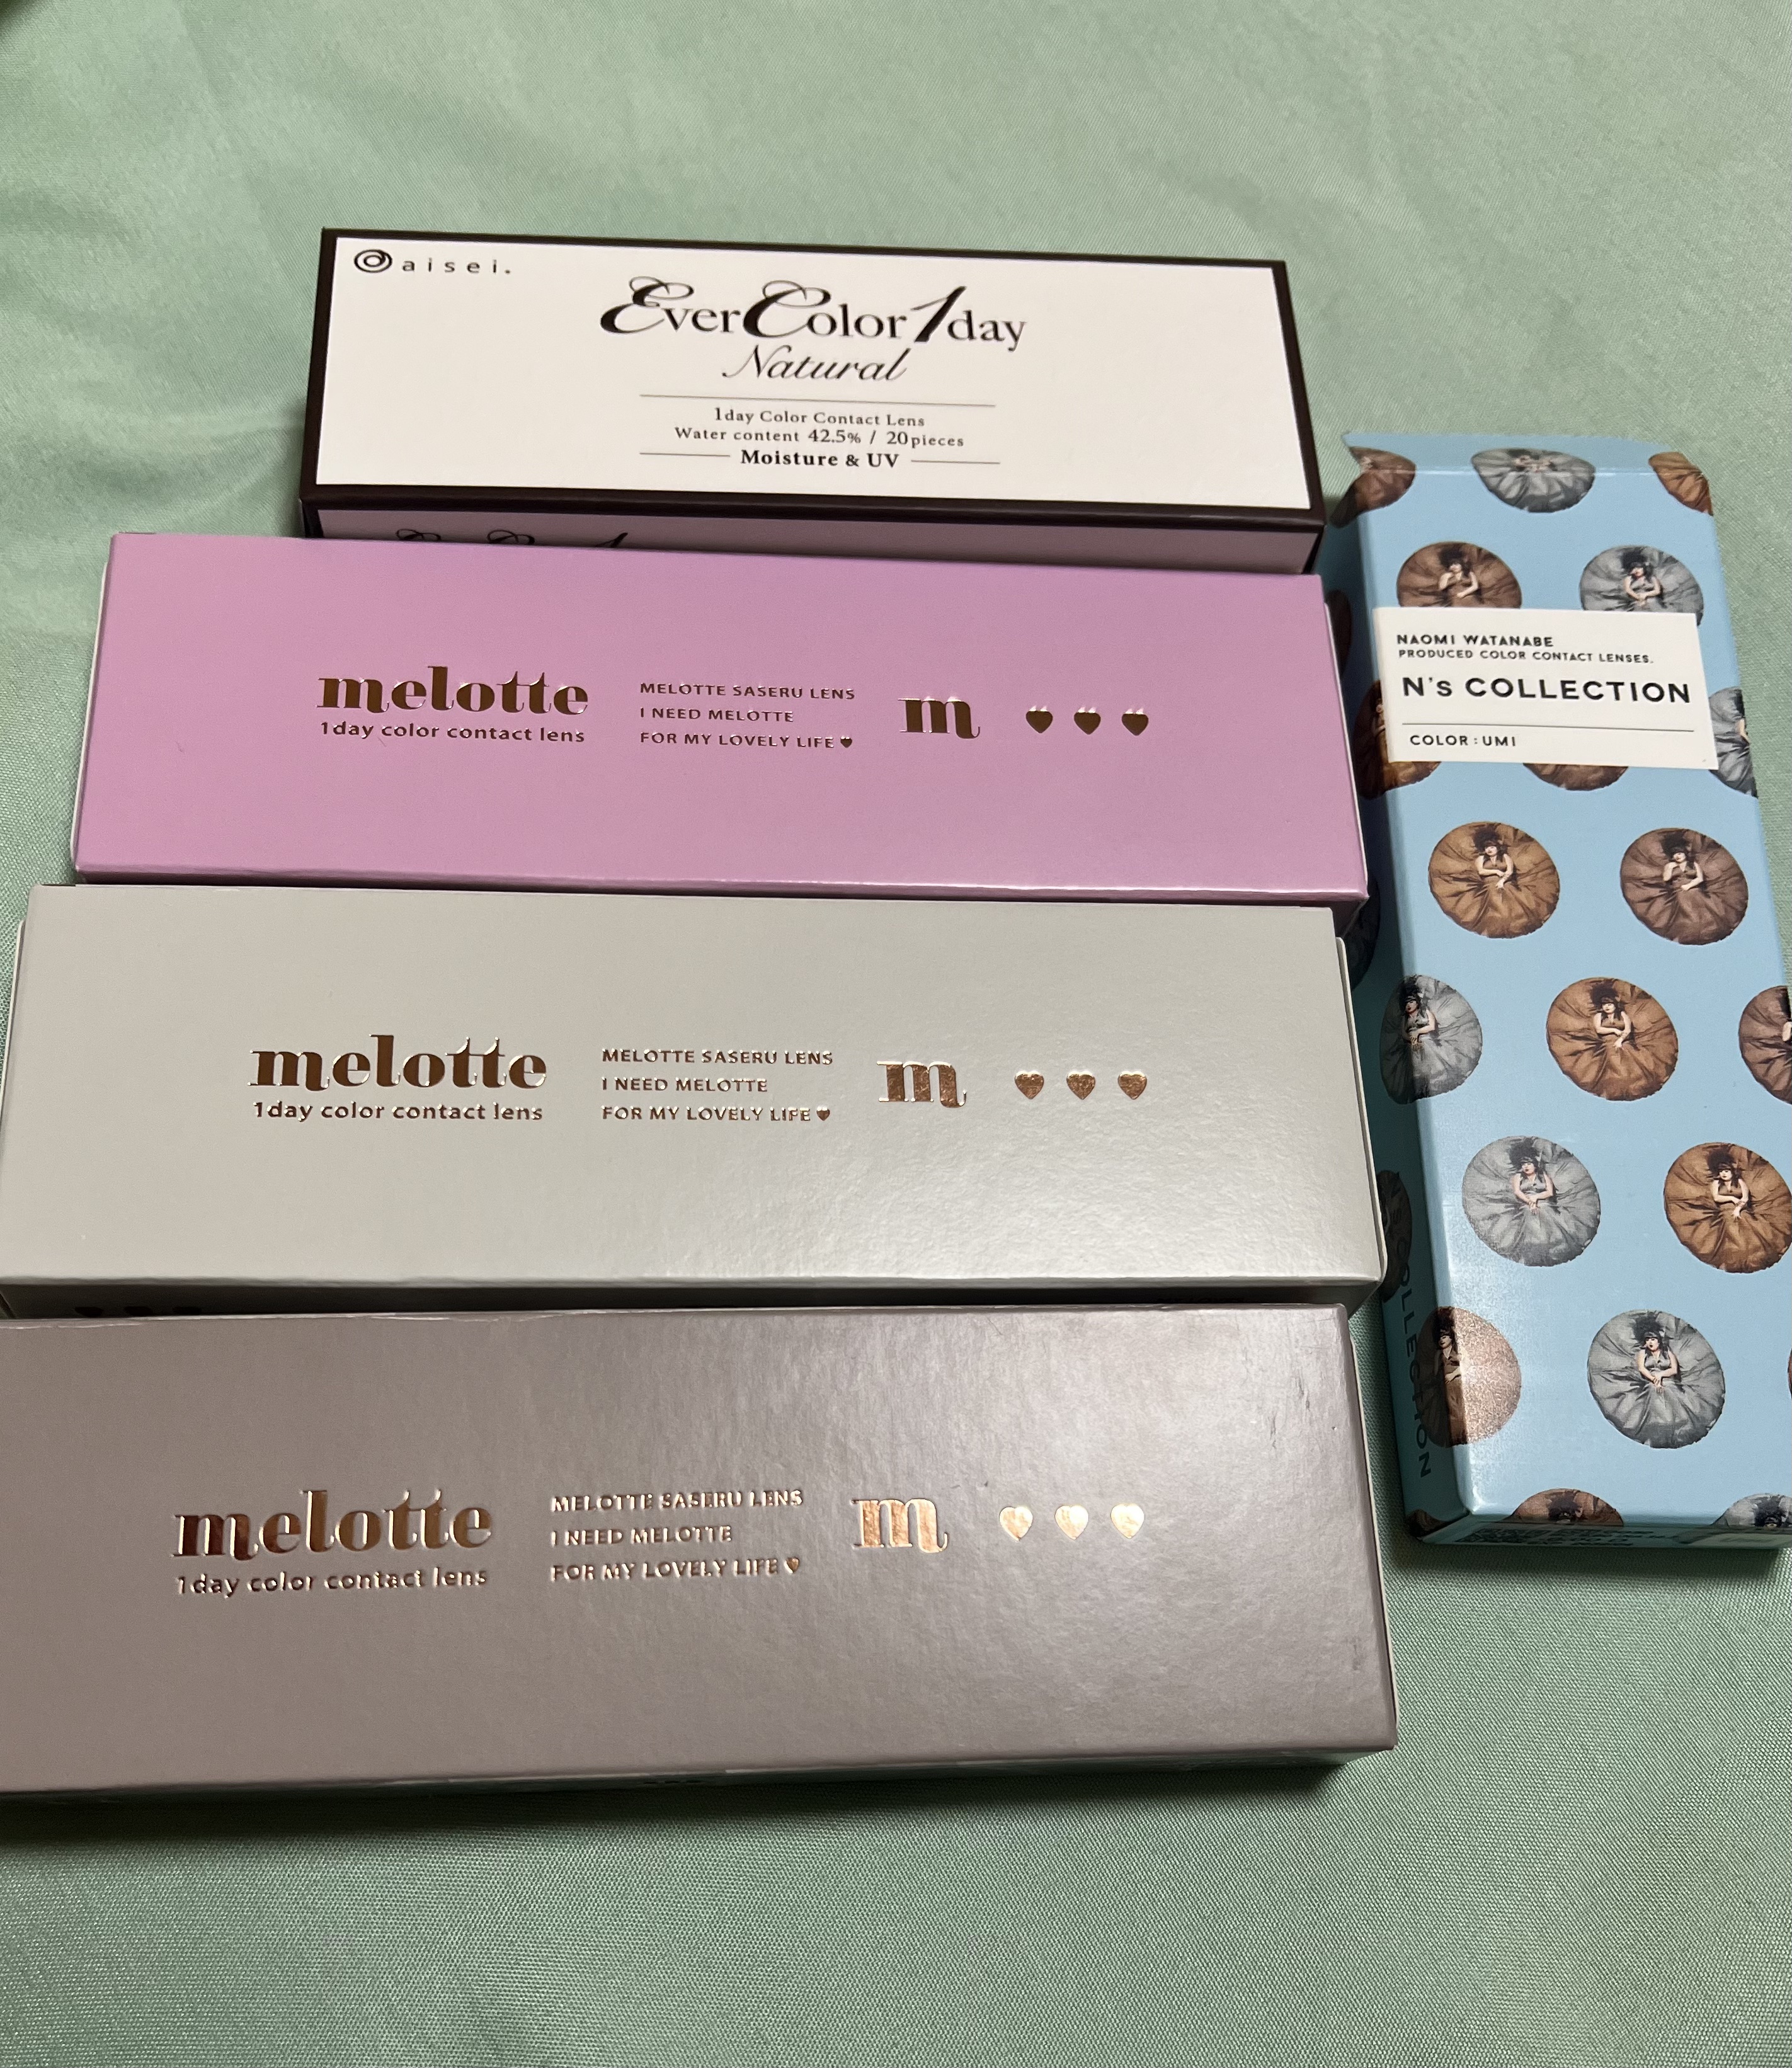 aisei.
EverColor1day
Natural
1day Color Contact Lens
Water content 42.5% / 20pieces
Moisture & UV
melotte
1day color contact lens
MELOTTE SASERU LENS
I NEED MELOTTE
FOR MY LOVELY LIFE ♥
m ♥ ♥ ♥
melotte
1day color contact lens
MELOTTE SASERU LENS
I NEED MELOTTE
FOR MY LOVELY LIFE ♥
m ♥ ♥ ♥
melotte
1day color contact lens
MELOTTE SASERU LENS
I NEED MELOTTE
FOR MY LOVELY LIFE ♥
m ♥ ♥ ♥
NAOMI WATANABE
PRODUCED COLOR CONTACT LENSES.
N's COLLECTION
COLOR : UMI
COLLECTION